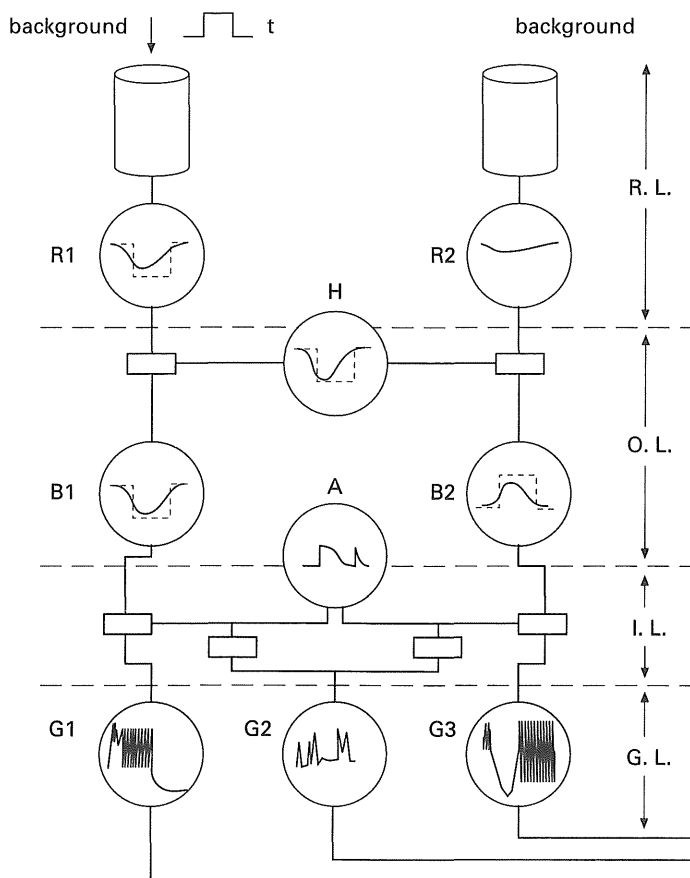 background t background
R. L.
R1 R2
H
O. L.
B1 A B2
I. L.
G1 G2 G3
G. L.